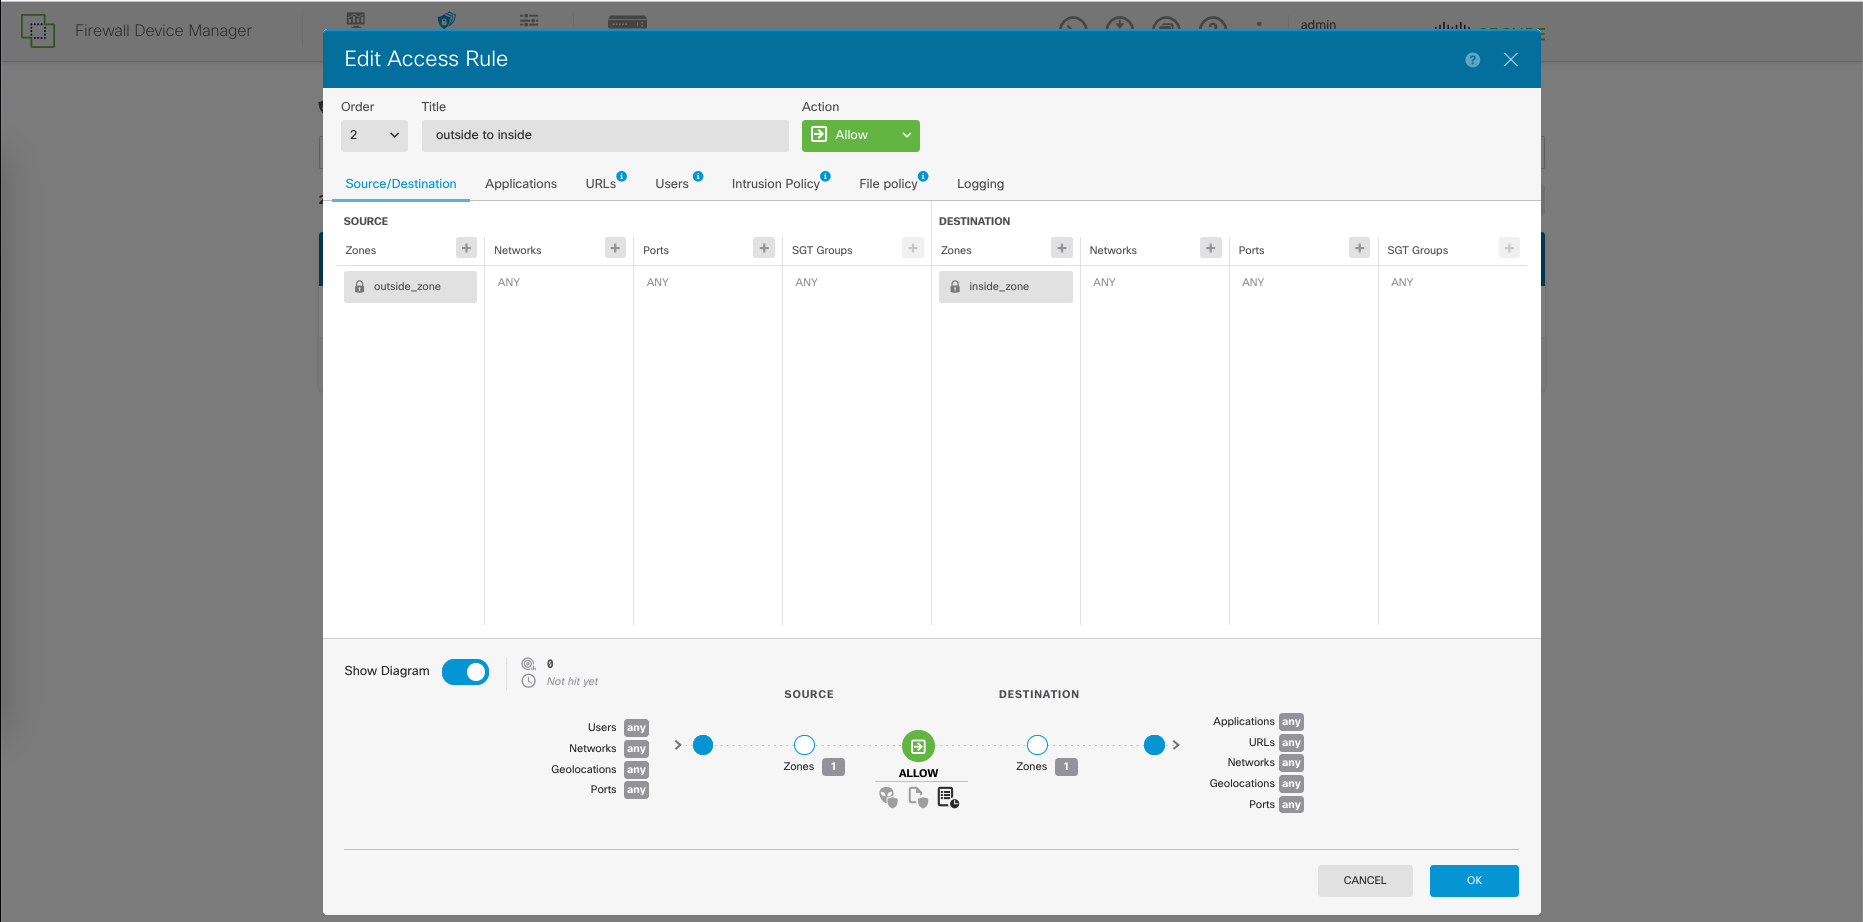 Firewall Device Manager
admin
Edit Access Rule
Order Title Action
2 outside to inside Allow
Source/Destination Applications URLs Users Intrusion Policy File policy Logging
SOURCE DESTINATION
Zones Networks Ports SGT Groups Zones Networks Ports SGT Groups
outside_zone ANY ANY ANY inside_zone ANY ANY ANY
Show Diagram
0
Not hit yet
SOURCE DESTINATION
Users any
Networks any
Geolocations any
Ports any
Zones 1
ALLOW
Zones 1
Applications any
URLs any
Networks any
Geolocations any
Ports any
CANCEL OK